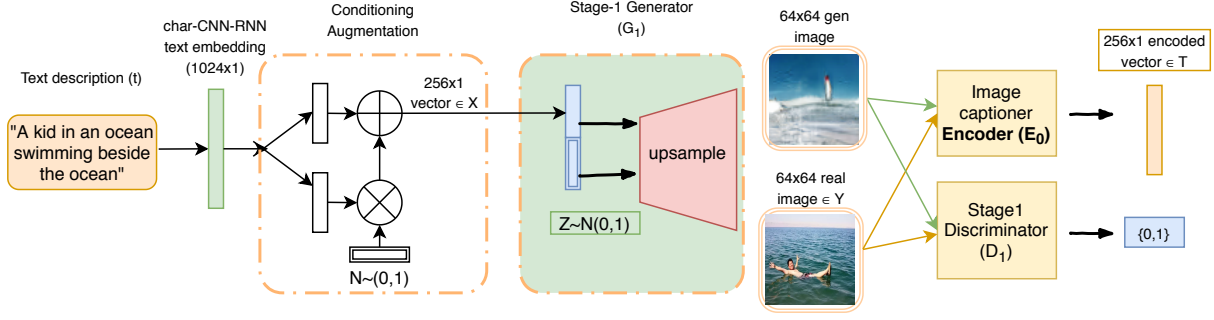 Text description (t)
"A kid in an ocean
swimming beside
the ocean"
char-CNN-RNN
text embedding
(1024x1)
Conditioning
Augmentation
N~(0,1)
256x1
vector ∈ X
Stage-1 Generator
(G₁)
upsample
Z~N(0,1)
64x64 gen
image
64x64 real
image ∈ Y
Image
captioner
Encoder (E₀)
Stage1
Discriminator
(D₁)
256x1 encoded
vector ∈ T
{0,1}